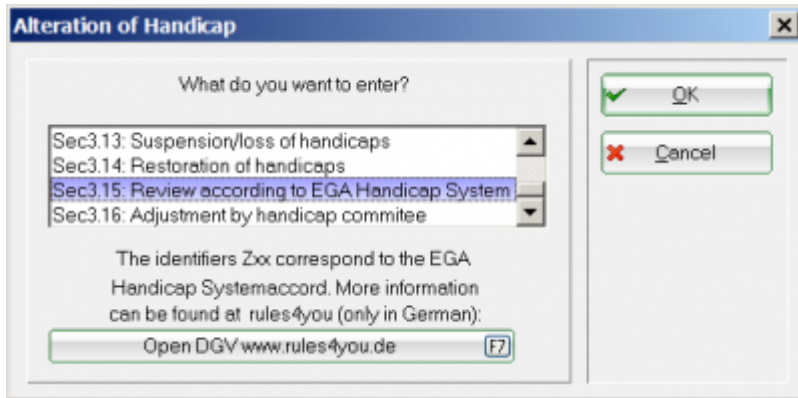 Alteration of Handicap
What do you want to enter?
Sec3.13: Suspension/loss of handicaps
Sec3.14: Restoration of handicaps
Sec3.15: Review according to EGA Handicap System
Sec3.16: Adjustment by handicap commitee
The identifiers Zxx correspond to the EGA
Handicap Systemaccord. More information
can be found at rules4you (only in German):
Open DGV www.rules4you.de F7
OK
Cancel